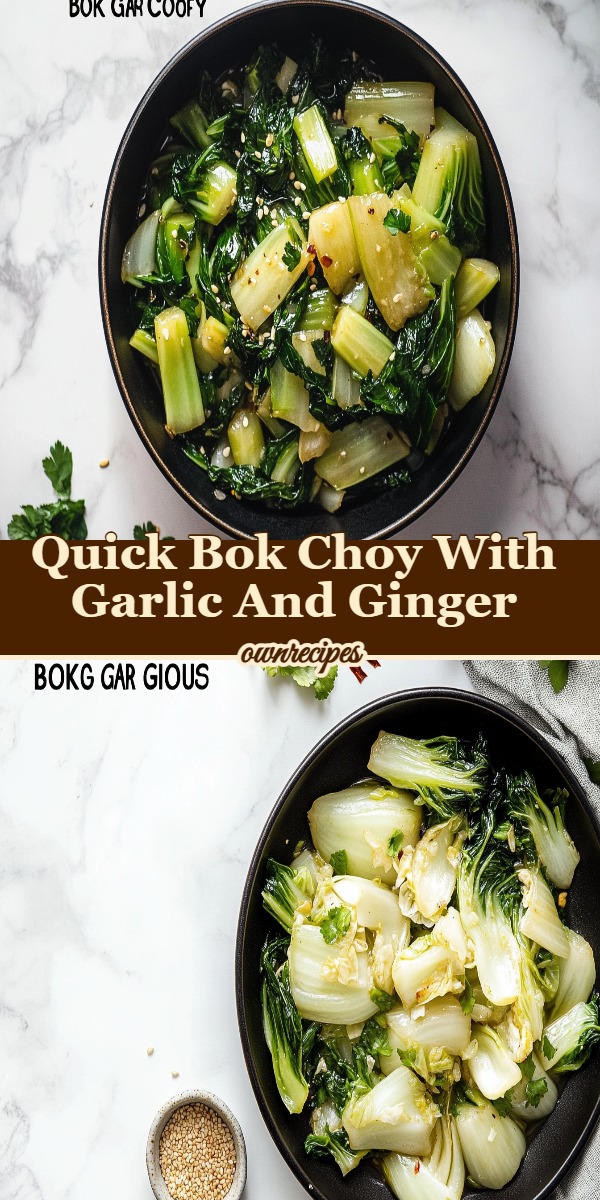 BOK GAR COOFY
Quick Bok Choy With
Garlic And Ginger
ownrecipes
BOKG GAR GIOUS